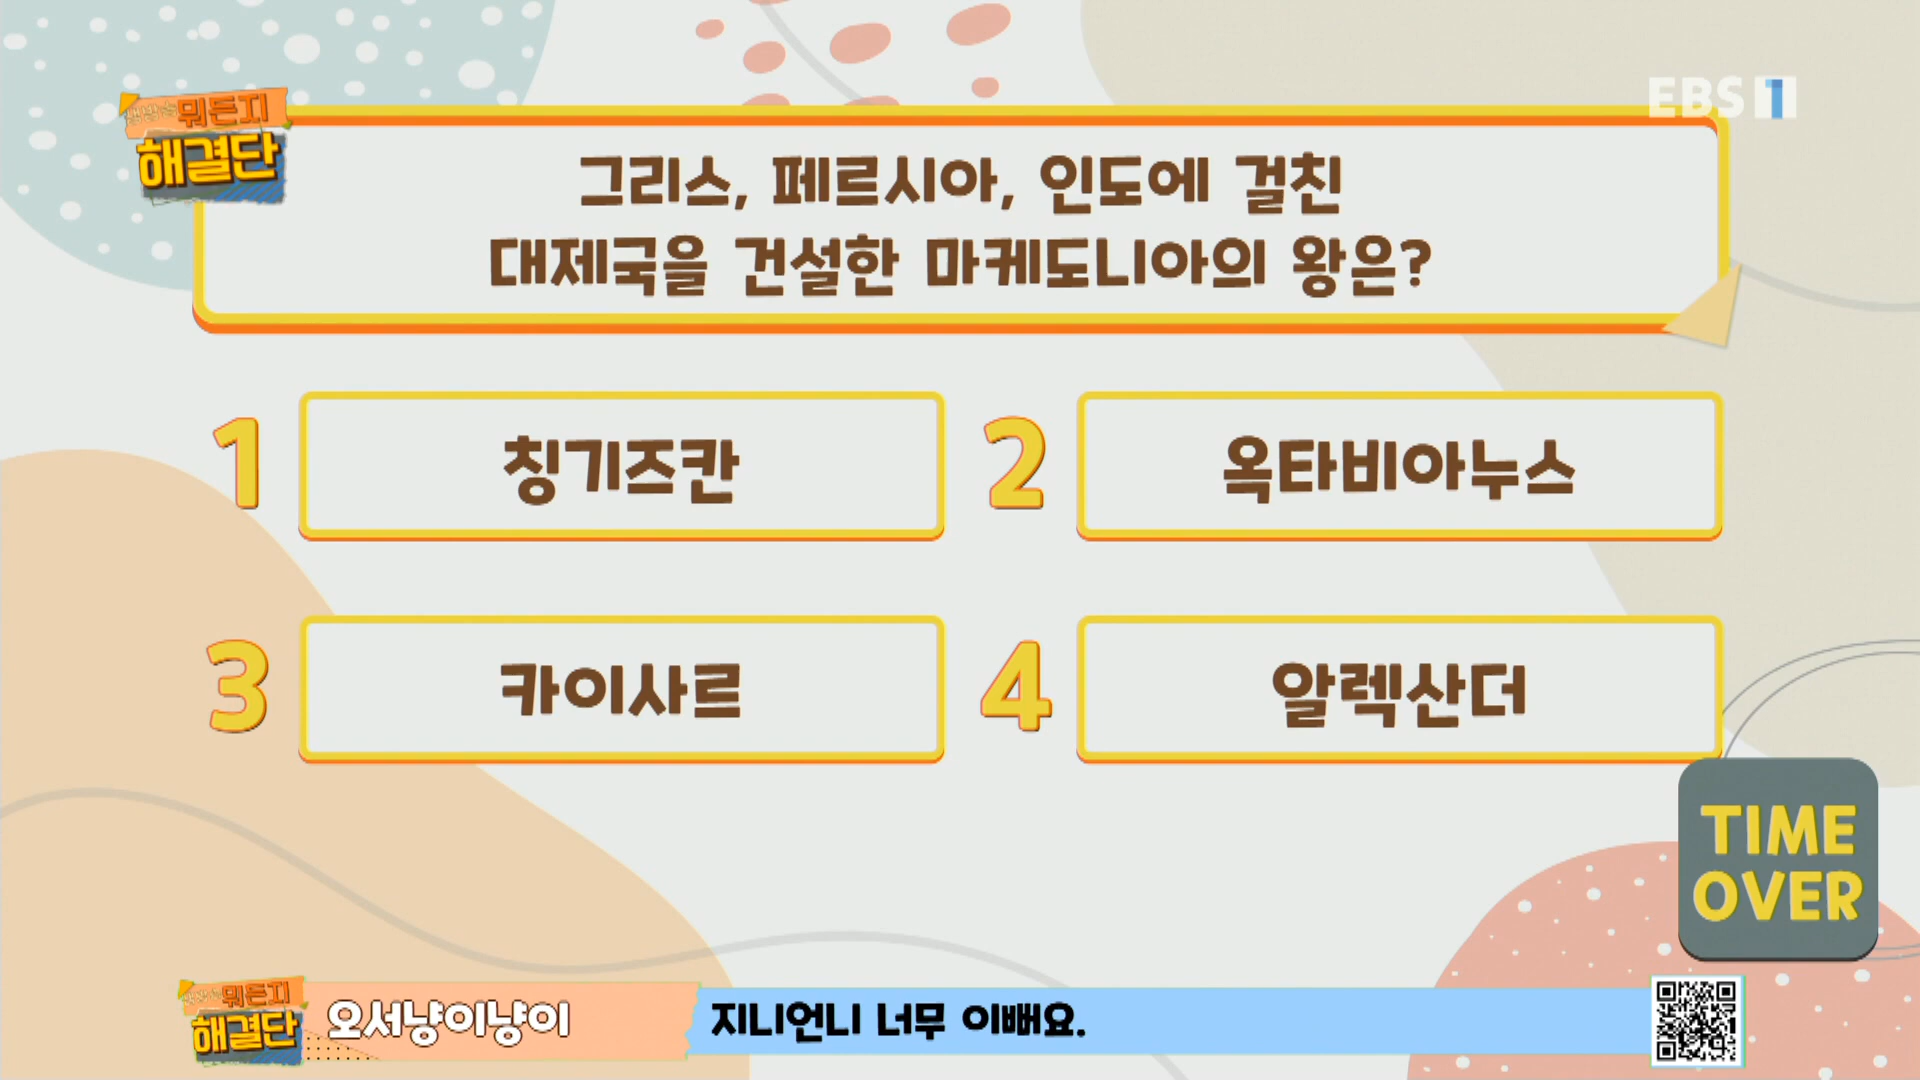 뭐든지
해결단
EBS 1
그리스, 페르시아, 인도에 걸친
대제국을 건설한 마케도니아의 왕은?
1 칭기즈칸
2 옥타비아누스
3 카이사르
4 알렉산더
TIME
OVER
뭐든지
해결단
오서냥이냥이
지니언니 너무 이뻐요.